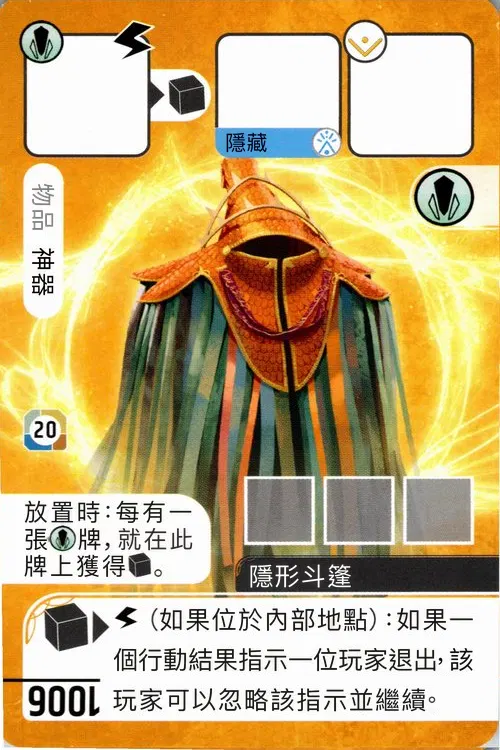 隱藏
物品 神器
20
放置時：每有一
張牌，就在此
牌上獲得。
隱形斗篷
（如果位於內部地點）：如果一
個行動結果指示一位玩家退出，該
玩家可以忽略該指示並繼續。
1006